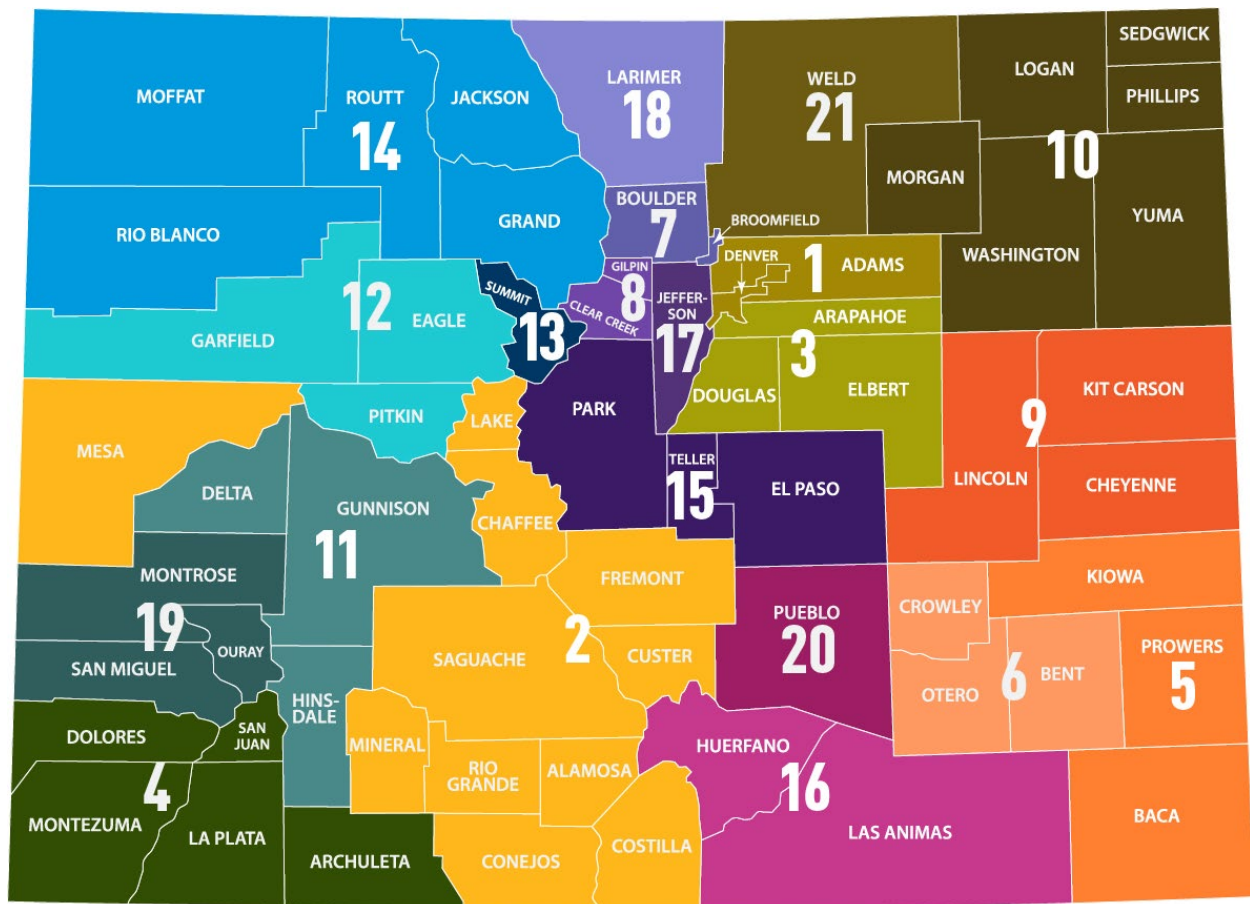 MOFFAT
ROUTT
14
JACKSON
LARIMER
18
WELD
21
LOGAN
SEDGWICK
PHILLIPS
10
MORGAN
YUMA
WASHINGTON
RIO BLANCO
GRAND
BOULDER
7
BROOMFIELD
DENVER
1
ADAMS
GILPIN
8
CLEAR CREEK
JEFFER-
SON
17
ARAPAHOE
3
DOUGLAS
ELBERT
SUMMIT
13
12
EAGLE
GARFIELD
PITKIN
LAKE
PARK
KIT CARSON
9
LINCOLN
CHEYENNE
MESA
DELTA
GUNNISON
11
CHAFFEE
TELLER
15
EL PASO
MONTROSE
19
OURAY
SAN MIGUEL
FREMONT
2
SAGUACHE
CUSTER
PUEBLO
20
CROWLEY
KIOWA
OTERO
6
BENT
PROWERS
5
DOLORES
SAN
JUAN
HINS-
DALE
MINERAL
RIO
GRANDE
ALAMOSA
HUERFANO
16
4
MONTEZUMA
LA PLATA
ARCHULETA
CONEJOS
COSTILLA
LAS ANIMAS
BACA